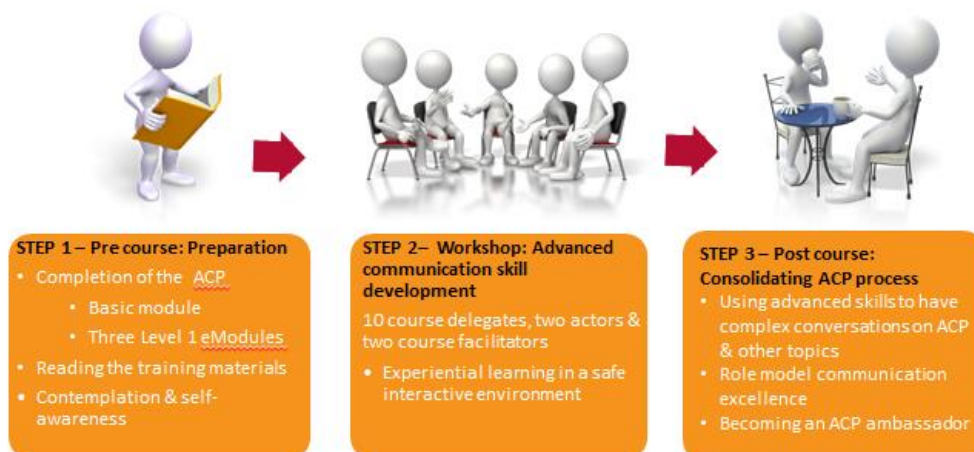 STEP 1 – Pre course: Preparation
• Completion of the ACP
• Basic module
• Three Level 1 eModules
• Reading the training materials
• Contemplation & self-
awareness
STEP 2– Workshop: Advanced
communication skill
development
10 course delegates, two actors &
two course facilitators
• Experiential learning in a safe
interactive environment
STEP 3 – Post course:
Consolidating ACP process
• Using advanced skills to have
complex conversations on ACP
& other topics
• Role model communication
excellence
• Becoming an ACP ambassador